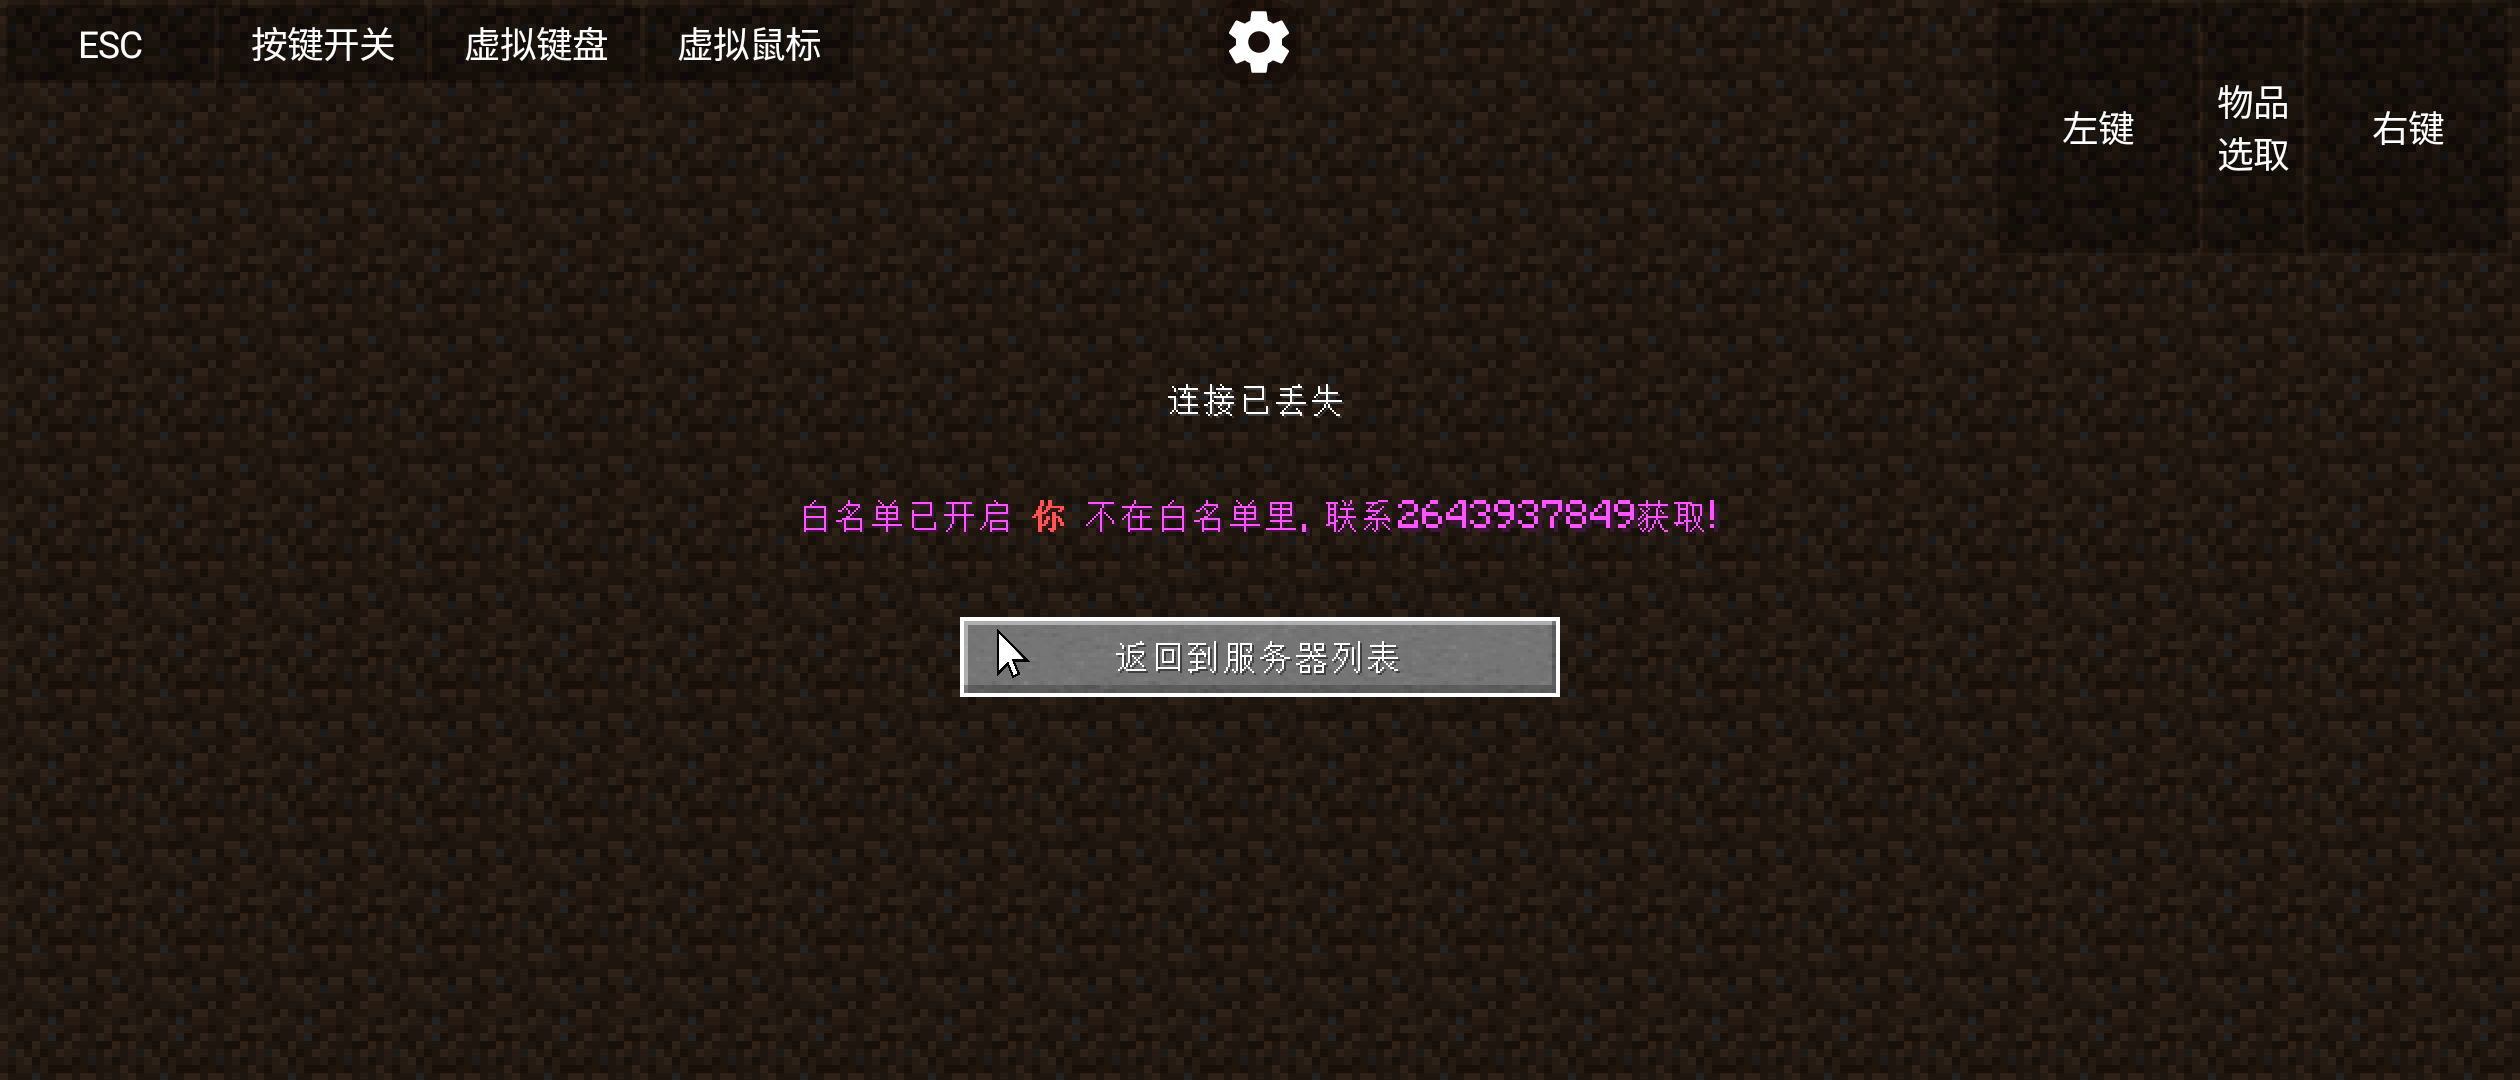 ESC
按键开关
虚拟键盘
虚拟鼠标
左键
物品
选取
右键
连接已丢失
白名单已开启 你 不在白名单里, 联系2643937849获取!
返回到服务器列表